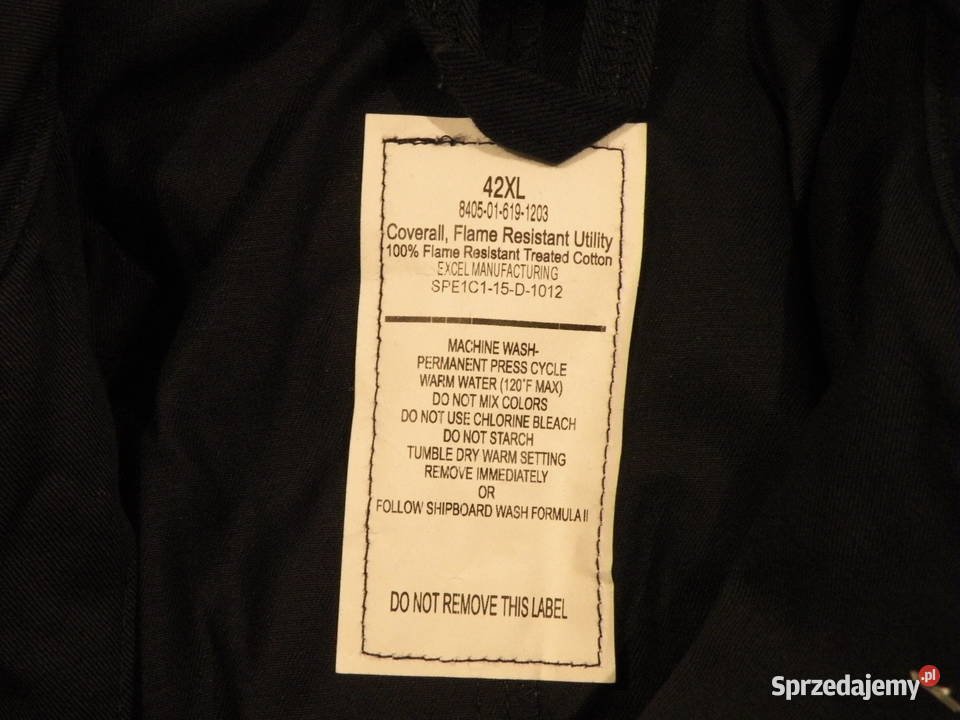 42XL
8405-01-619-1203
Coverall, Flame Resistant Utility
100% Flame Resistant Treated Cotton
EXCEL MANUFACTURING
SPE1C1-15-D-1012
MACHINE WASH-
PERMANENT PRESS CYCLE
WARM WATER (120°F MAX)
DO NOT MIX COLORS
DO NOT USE CHLORINE BLEACH
DO NOT STARCH
TUMBLE DRY WARM SETTING
REMOVE IMMEDIATELY
OR
FOLLOW SHIPBOARD WASH FORMULA II
DO NOT REMOVE THIS LABEL
Sprzedajemy.pl